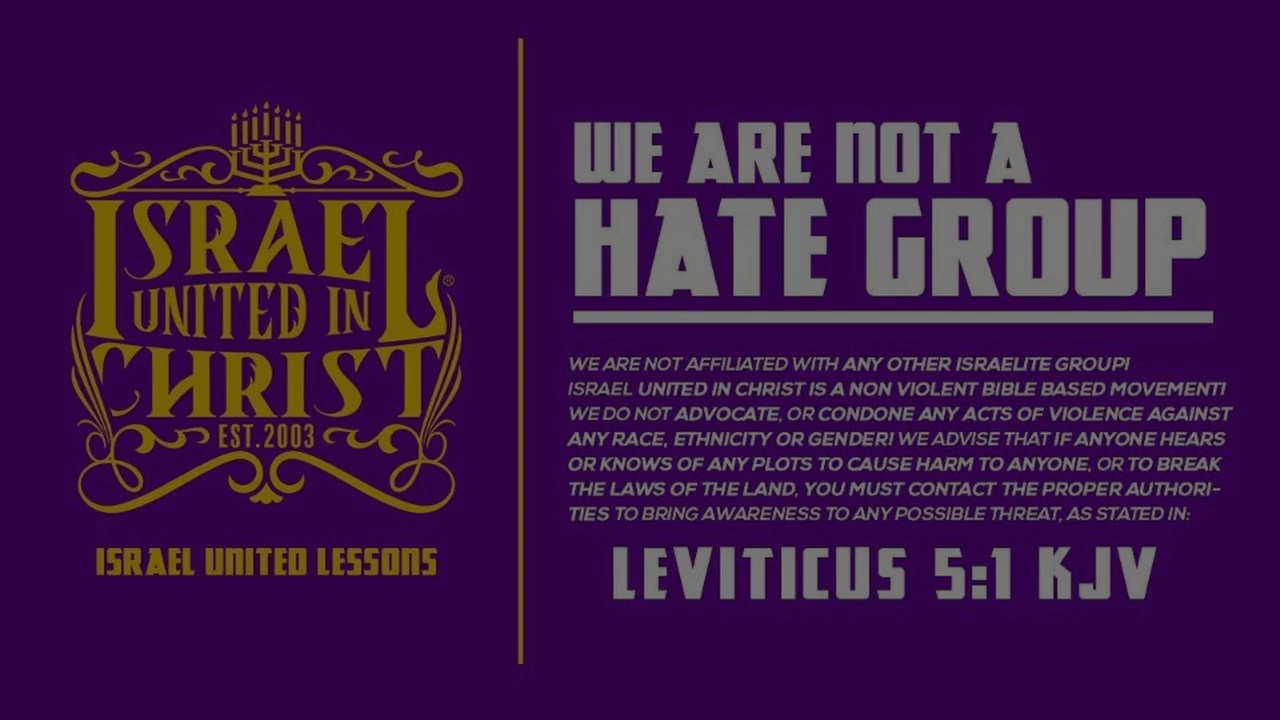 ISRAEL
UNITED IN
CHRIST
EST.2003
ISRAEL UNITED LESSONS
WE ARE NOT A
HATE GROUP
WE ARE NOT AFFILIATED WITH ANY OTHER ISRAELITE GROUP!
ISRAEL UNITED IN CHRIST IS A NON VIOLENT BIBLE BASED MOVEMENT!
WE DO NOT ADVOCATE, OR CONDONE ANY ACTS OF VIOLENCE AGAINST
ANY RACE, ETHNICITY OR GENDER! WE ADVISE THAT IF ANYONE HEARS
OR KNOWS OF ANY PLOTS TO CAUSE HARM TO ANYONE, OR TO BREAK
THE LAWS OF THE LAND, YOU MUST CONTACT THE PROPER AUTHORI-
TIES TO BRING AWARENESS TO ANY POSSIBLE THREAT, AS STATED IN:
LEVITICUS 5:1 KJV